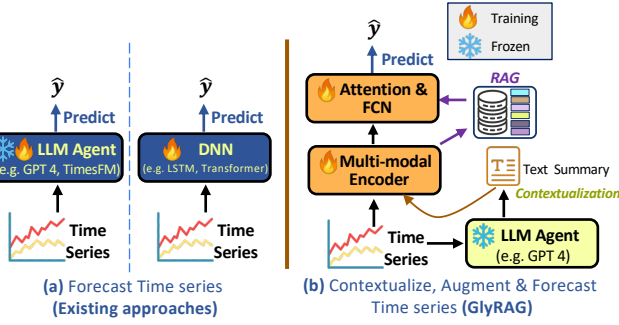 ŷ
Predict
LLM Agent
(e.g. GPT 4, TimesFM)
Time
Series
ŷ
Predict
DNN
(e.g. LSTM, Transformer)
Time
Series
(a) Forecast Time series
(Existing approaches)
Training
Frozen
ŷ
Predict
Attention &
FCN
RAG
Multi-modal
Encoder
T
Text Summary
Contextualization
Time
Series
LLM Agent
(e.g. GPT 4)
(b) Contextualize, Augment & Forecast
Time series (GlyRAG)